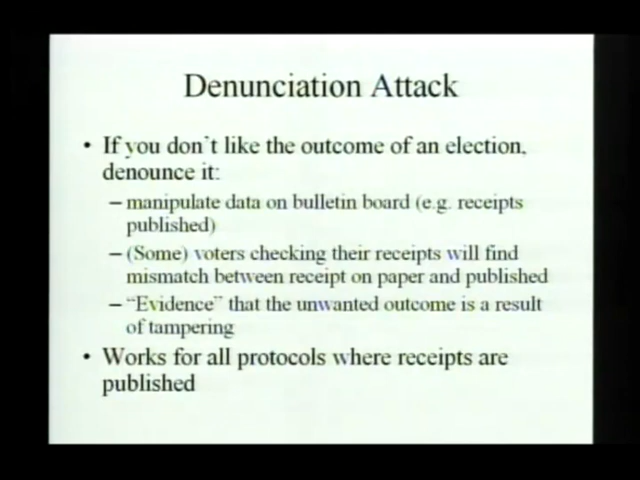 Denunciation Attack
• If you don't like the outcome of an election,
denounce it:
– manipulate data on bulletin board (e.g. receipts
published)
– (Some) voters checking their receipts will find
mismatch between receipt on paper and published
– "Evidence" that the unwanted outcome is a result
of tampering
• Works for all protocols where receipts are
published